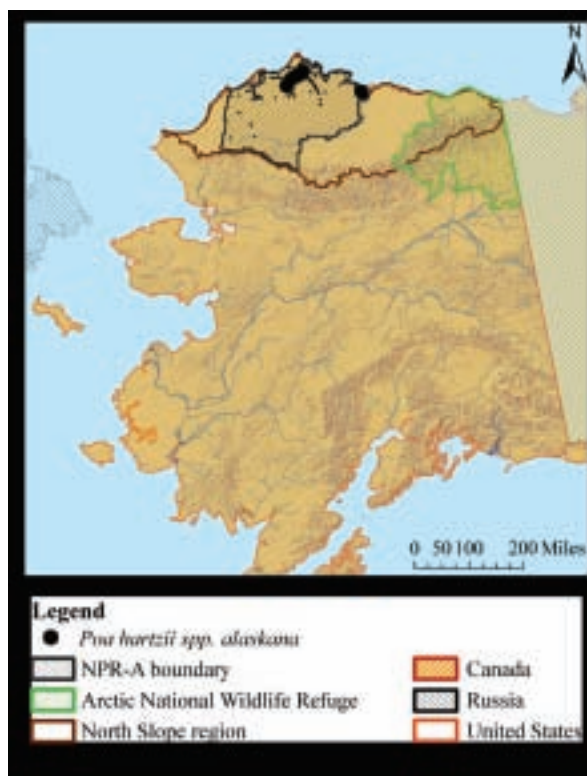 N
0 50 100 200 Miles
Legend
Poa hartzii spp. alaskana
NPR-A boundary
Canada
Arctic National Wildlife Refuge
Russia
North Slope region
United States